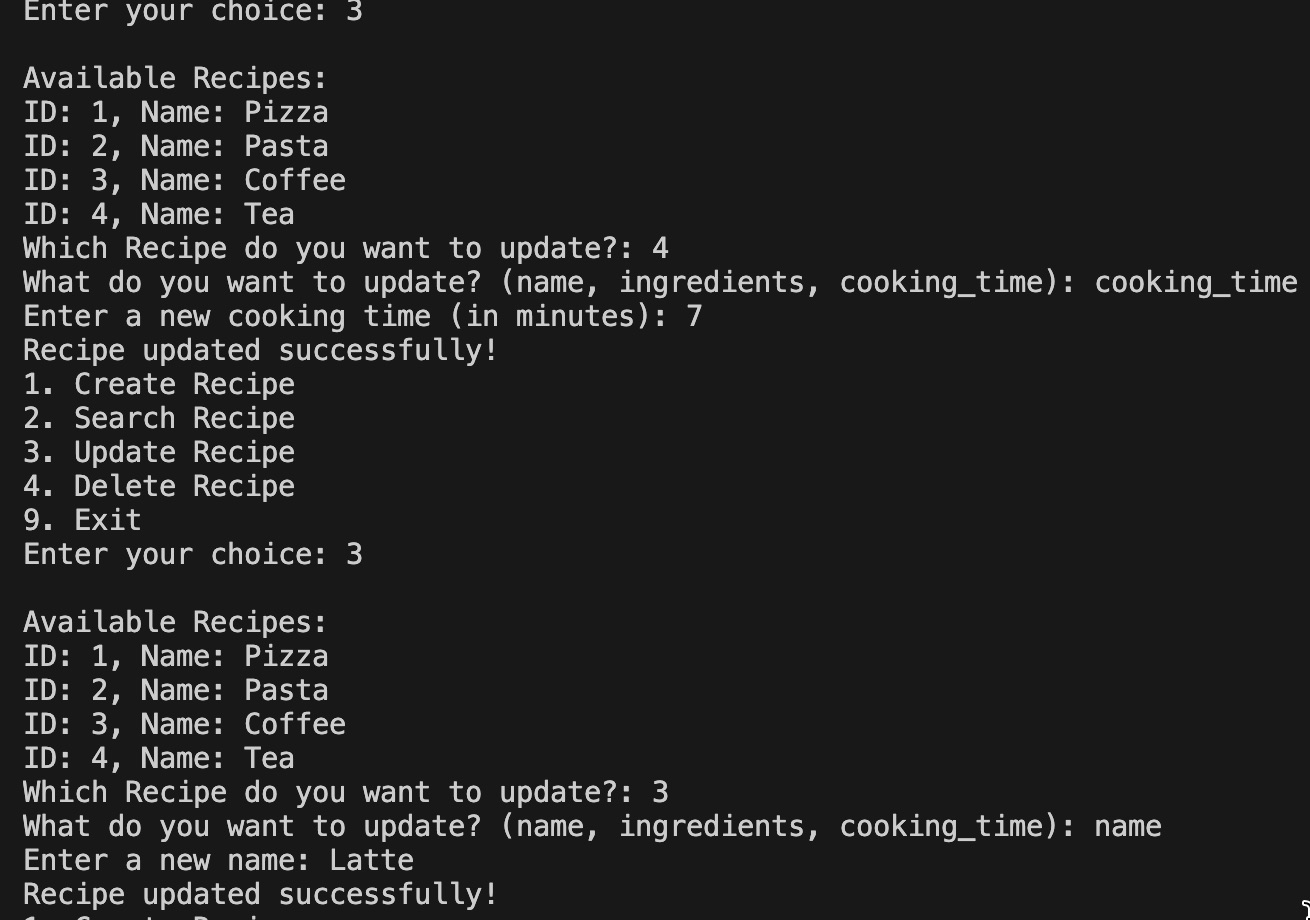 Enter your choice: 3
Available Recipes:
ID: 1, Name: Pizza
ID: 2, Name: Pasta
ID: 3, Name: Coffee
ID: 4, Name: Tea
Which Recipe do you want to update?: 4
What do you want to update? (name, ingredients, cooking_time): cooking_time
Enter a new cooking time (in minutes): 7
Recipe updated successfully!
1. Create Recipe
2. Search Recipe
3. Update Recipe
4. Delete Recipe
9. Exit
Enter your choice: 3
Available Recipes:
ID: 1, Name: Pizza
ID: 2, Name: Pasta
ID: 3, Name: Coffee
ID: 4, Name: Tea
Which Recipe do you want to update?: 3
What do you want to update? (name, ingredients, cooking_time): name
Enter a new name: Latte
Recipe updated successfully!